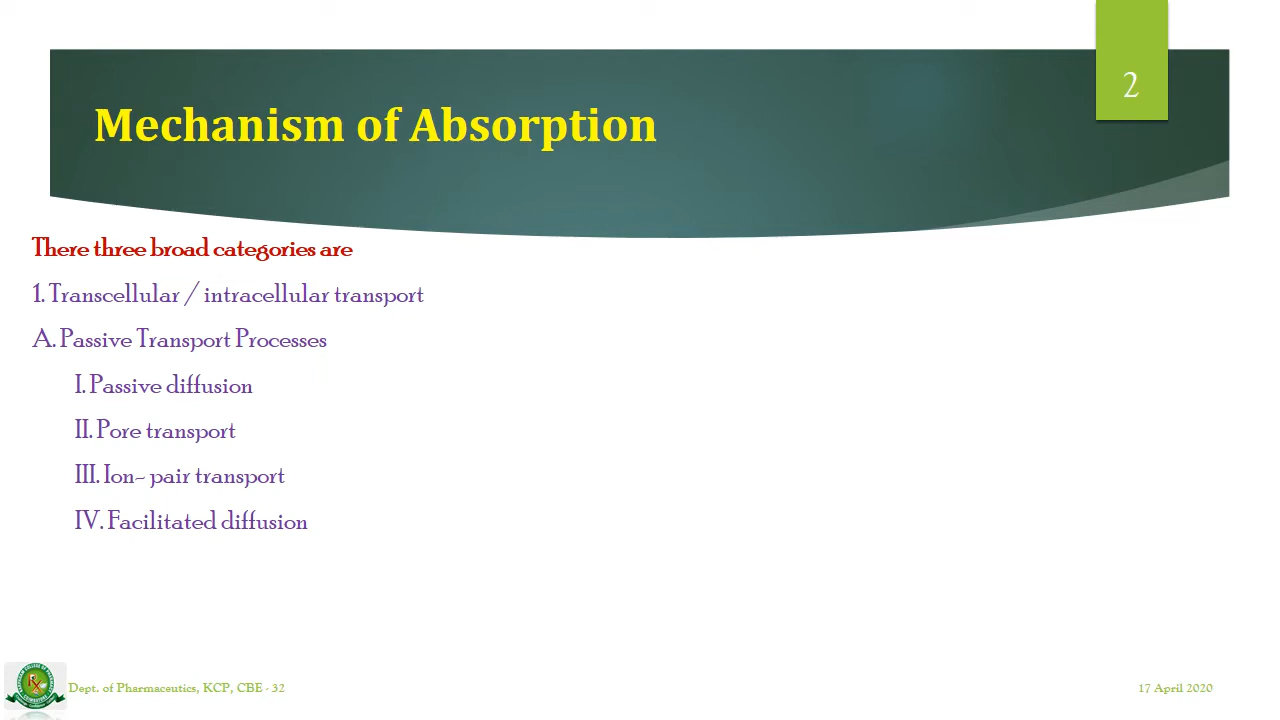 2
Mechanism of Absorption
There three broad categories are
1. Transcellular / intracellular transport
A. Passive Transport Processes
I. Passive diffusion
II. Pore transport
III. Ion- pair transport
IV. Facilitated diffusion
Dept. of Pharmaceutics, KCP, CBE - 32
17 April 2020